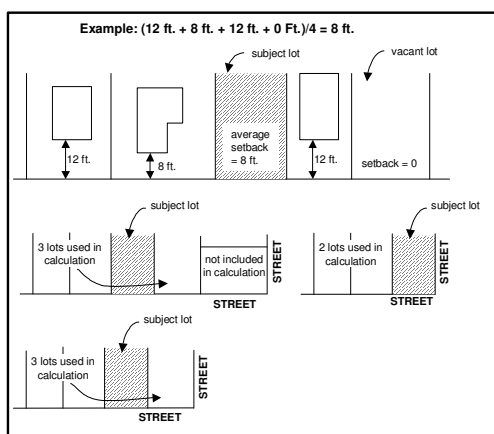 Example: (12 ft. + 8 ft. + 12 ft. + 0 Ft.)/4 = 8 ft.
subject lot
vacant lot
average
setback
= 8 ft.
12 ft.
8 ft.
12 ft.
setback = 0
subject lot
3 lots used in
calculation
not included
in calculation
STREET
STREET
subject lot
2 lots used in
calculation
STREET
STREET
subject lot
3 lots used in
calculation
STREET
STREET